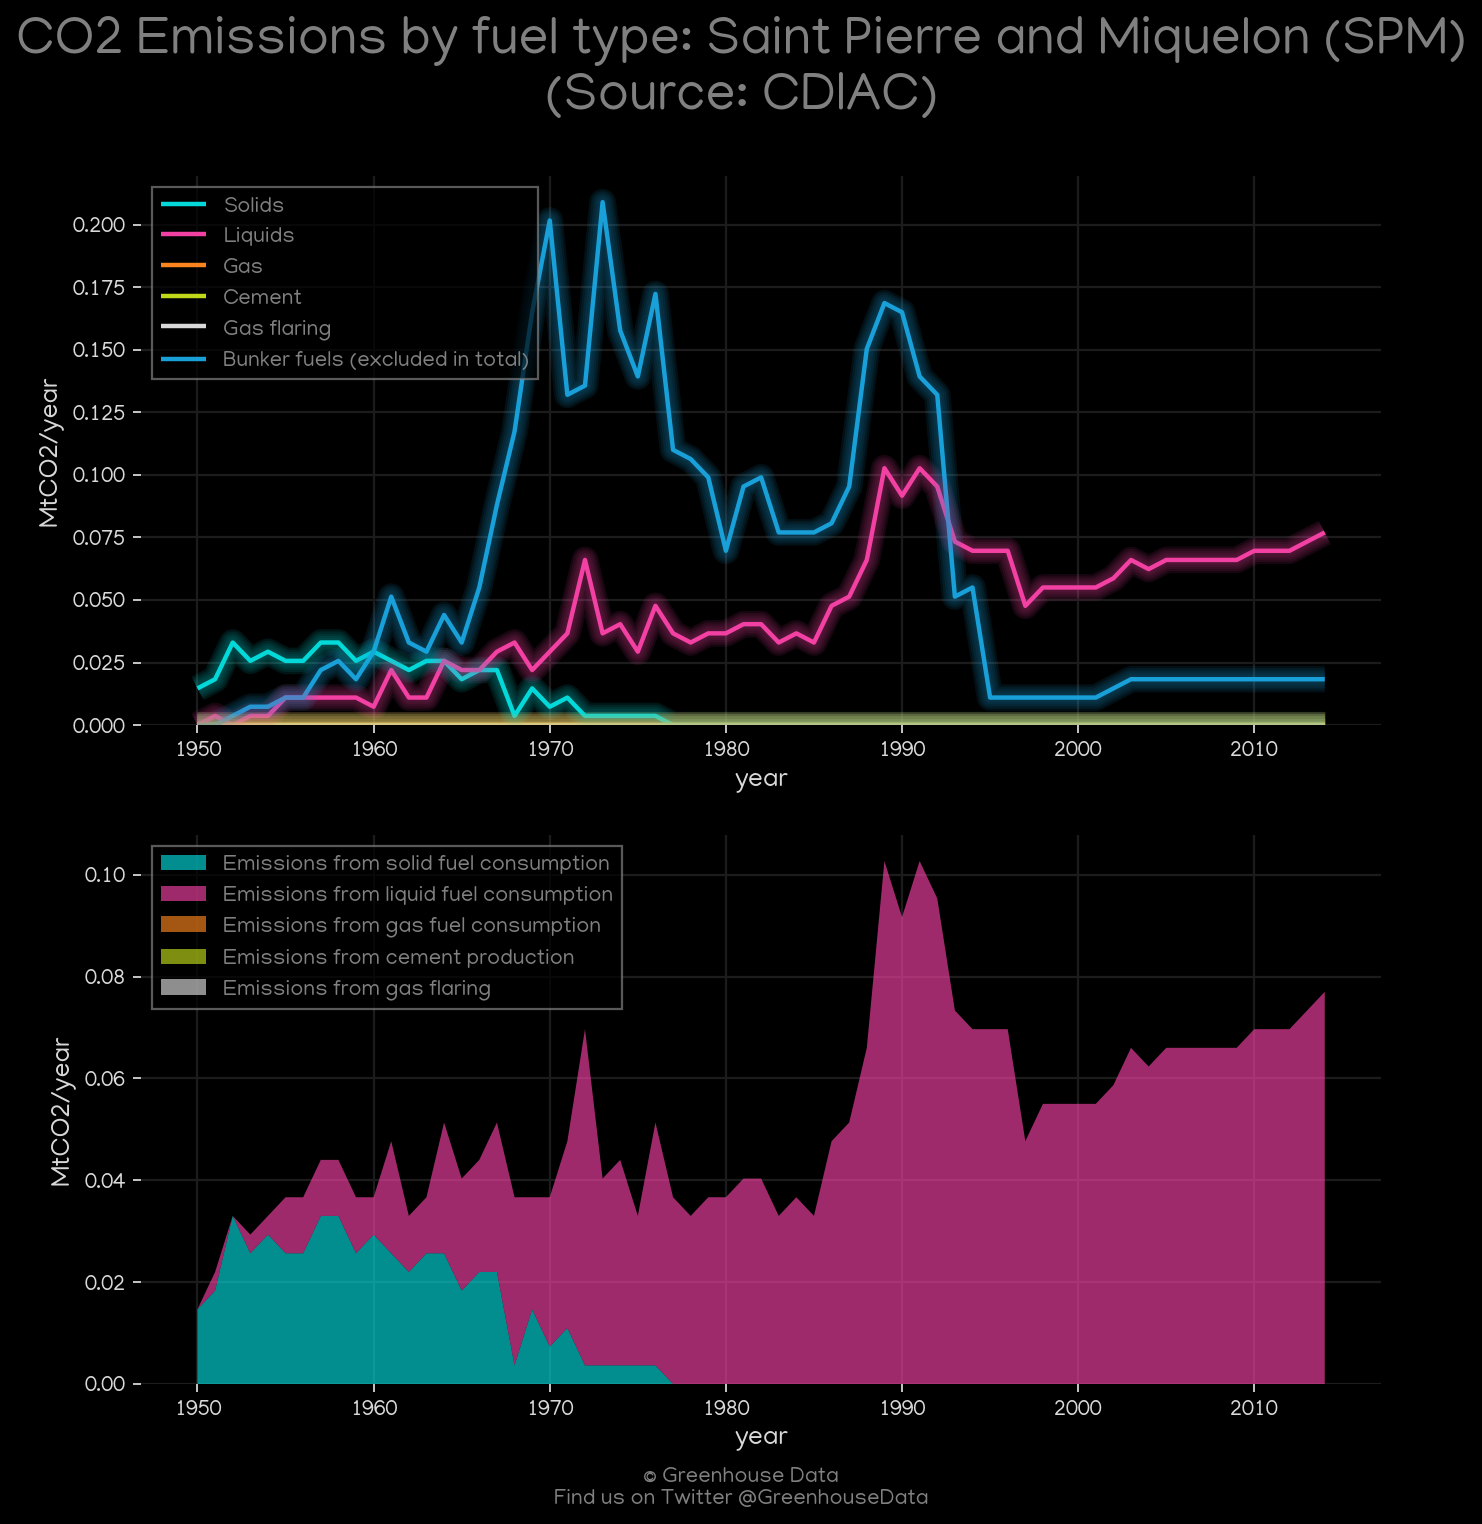 CO2 Emissions by fuel type: Saint Pierre and Miquelon (SPM)
(Source: CDIAC)
Solids
Liquids
Gas
Cement
Gas flaring
Bunker fuels (excluded in total)
MtCO2/year
0.200
0.175
0.150
0.125
0.100
0.075
0.050
0.025
0.000
1950 1960 1970 1980 1990 2000 2010
year
Emissions from solid fuel consumption
Emissions from liquid fuel consumption
Emissions from gas fuel consumption
Emissions from cement production
Emissions from gas flaring
MtCO2/year
0.10
0.08
0.06
0.04
0.02
0.00
1950 1960 1970 1980 1990 2000 2010
year
© Greenhouse Data
Find us on Twitter @GreenhouseData